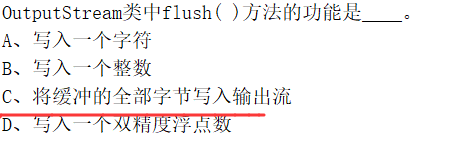 OutputStream类中flush( )方法的功能是____。
A、写入一个字符
B、写入一个整数
C、将缓冲的全部字节写入输出流
D、写入一个双精度浮点数